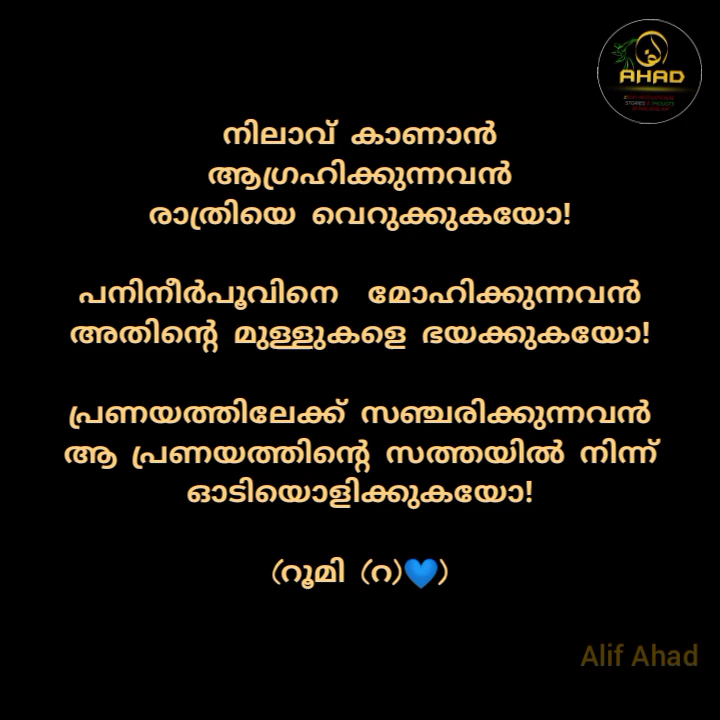 AHAD
നിലാവ് കാണാൻ
ആഗ്രഹിക്കുന്നവൻ
രാത്രിയെ വെറുക്കുകയോ!
പനിനീർപൂവിനെ മോഹിക്കുന്നവൻ
അതിന്റെ മുള്ളുകളെ ഭയക്കുകയോ!
പ്രണയത്തിലേക്ക് സഞ്ചരിക്കുന്നവൻ
ആ പ്രണയത്തിന്റെ സത്തയിൽ നിന്ന്
ഓടിയൊളിക്കുകയോ!
(റൂമി (റ)💙)
Alif Ahad